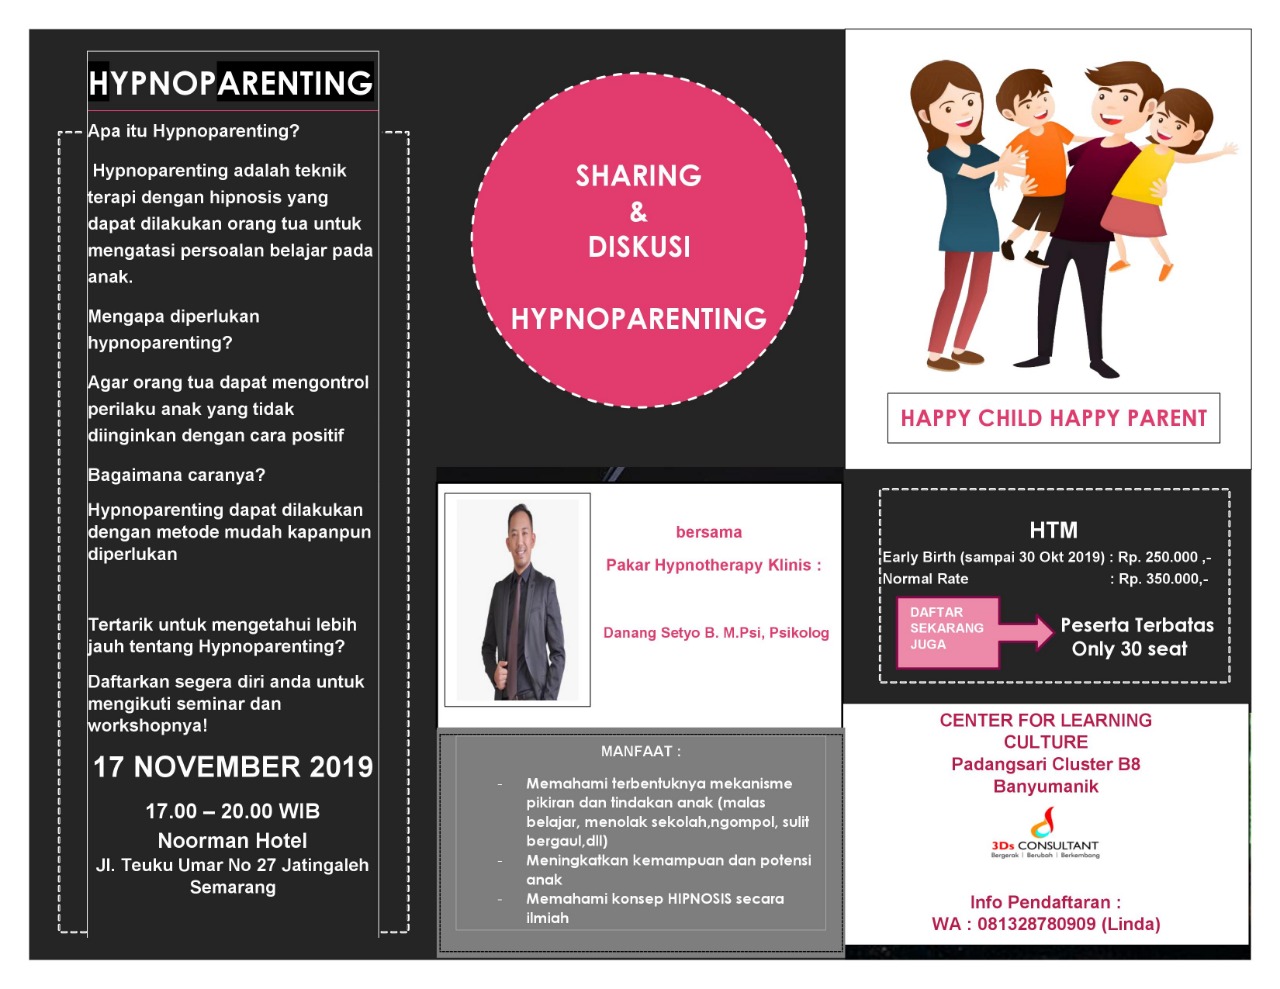 HYPNOPARENTING
Apa itu Hypnoparenting?
Hypnoparenting adalah teknik
terapi dengan hipnosis yang
dapat dilakukan orang tua untuk
mengatasi persoalan belajar pada
anak.
Mengapa diperlukan
hypnoparenting?
Agar orang tua dapat mengontrol
perilaku anak yang tidak
diinginkan dengan cara positif
Bagaimana caranya?
Hypnoparenting dapat dilakukan
dengan metode mudah kapanpun
diperlukan
Tertarik untuk mengetahui lebih
jauh tentang Hypnoparenting?
Daftarkan segera diri anda untuk
mengikuti seminar dan
workshopnya!
17 NOVEMBER 2019
17.00 – 20.00 WIB
Noorman Hotel
Jl. Teuku Umar No 27 Jatingaleh
Semarang
SHARING
&
DISKUSI
HYPNOPARENTING
bersama
Pakar Hypnotherapy Klinis :
Danang Setyo B. M.Psi, Psikolog
MANFAAT :
- Memahami terbentuknya mekanisme
pikiran dan tindakan anak (malas
belajar, menolak sekolah,ngompol, sulit
bergaul,dll)
- Meningkatkan kemampuan dan potensi
anak
- Memahami konsep HIPNOSIS secara
ilmiah
HAPPY CHILD HAPPY PARENT
HTM
Early Birth (sampai 30 Okt 2019) : Rp. 250.000 ,-
Normal Rate : Rp. 350.000,-
DAFTAR
SEKARANG
JUGA
Peserta Terbatas
Only 30 seat
CENTER FOR LEARNING
CULTURE
Padangsari Cluster B8
Banyumanik
3Ds CONSULTANT
Bergerak | Berubah | Berkembang
Info Pendaftaran :
WA : 081328780909 (Linda)